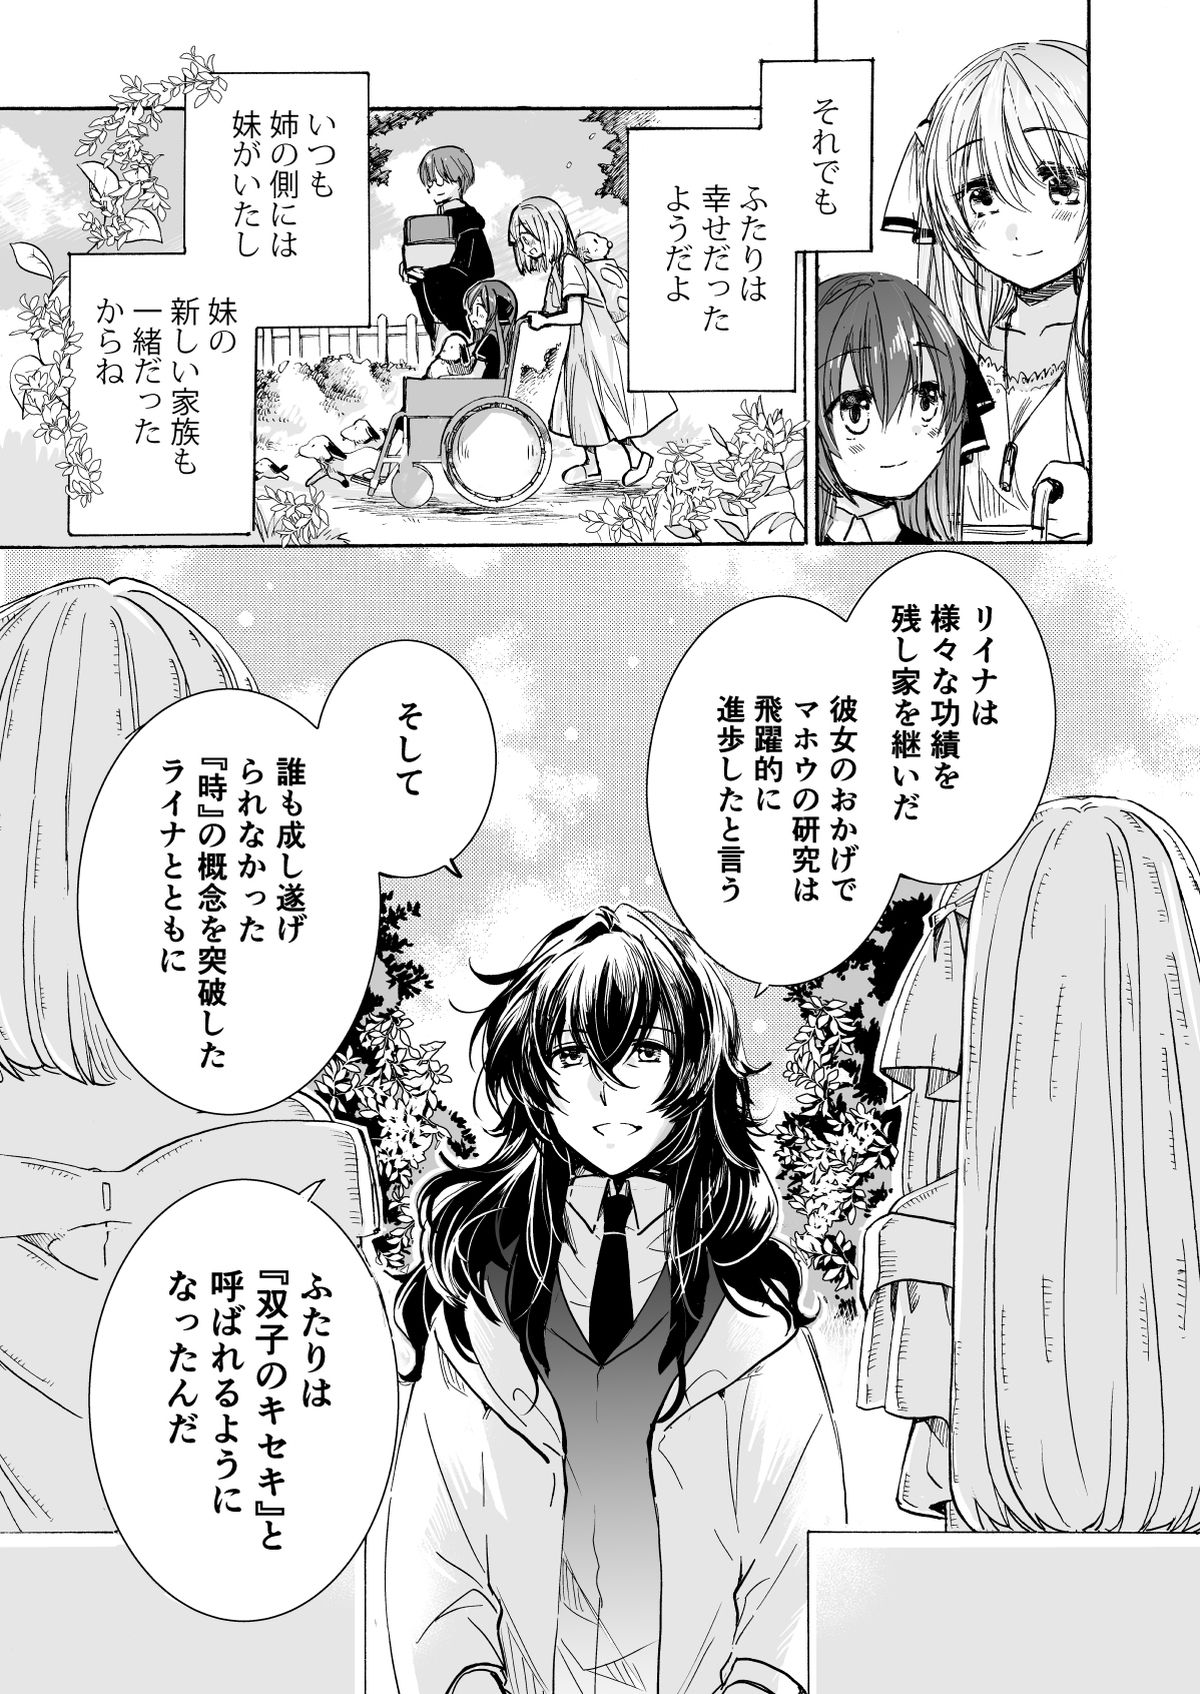 それでも
ふたりは
幸せだった
ようだよ
いつも
姉の側には
妹がいたし
妹の
新しい家族も
一緒だった
からね
リイナは
様々な功績を
残し家を継いだ
彼女のおかげで
マホウの研究は
飛躍的に
進歩したと言う
そして
誰も成し遂げ
られなかった
『時』の概念を突破した
ライナとともに
ふたりは
『双子のキセキ』と
呼ばれるように
なったんだ